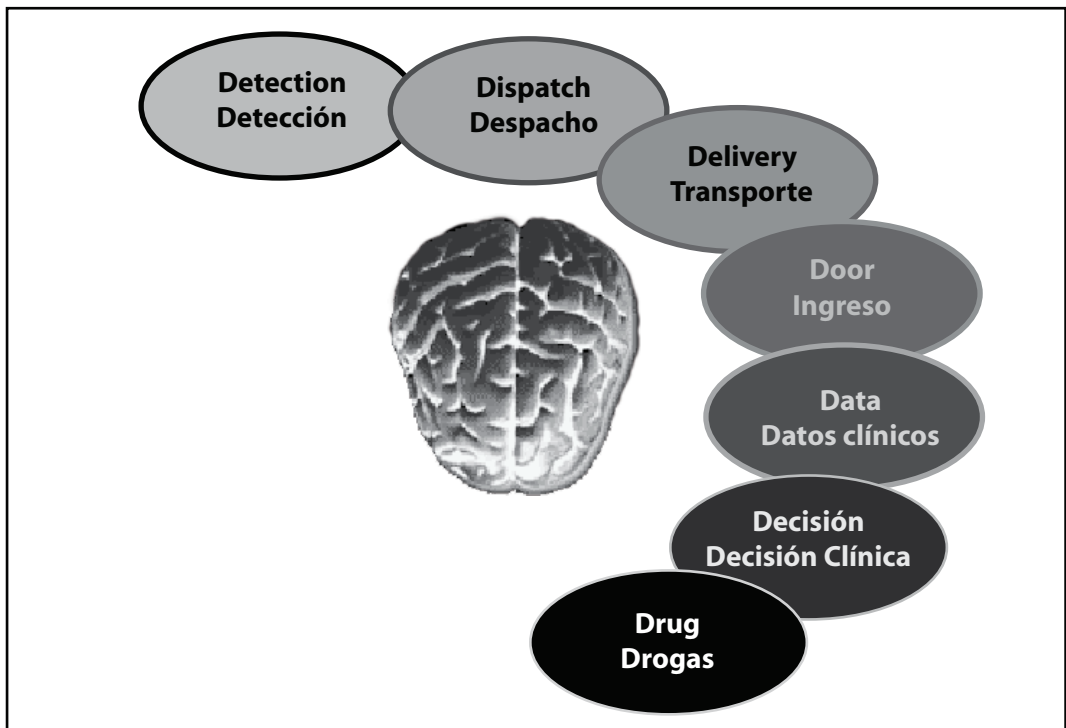 Detection
Detección
Dispatch
Despacho
Delivery
Transporte
Door
Ingreso
Data
Datos clínicos
Decisión
Decisión Clínica
Drug
Drogas